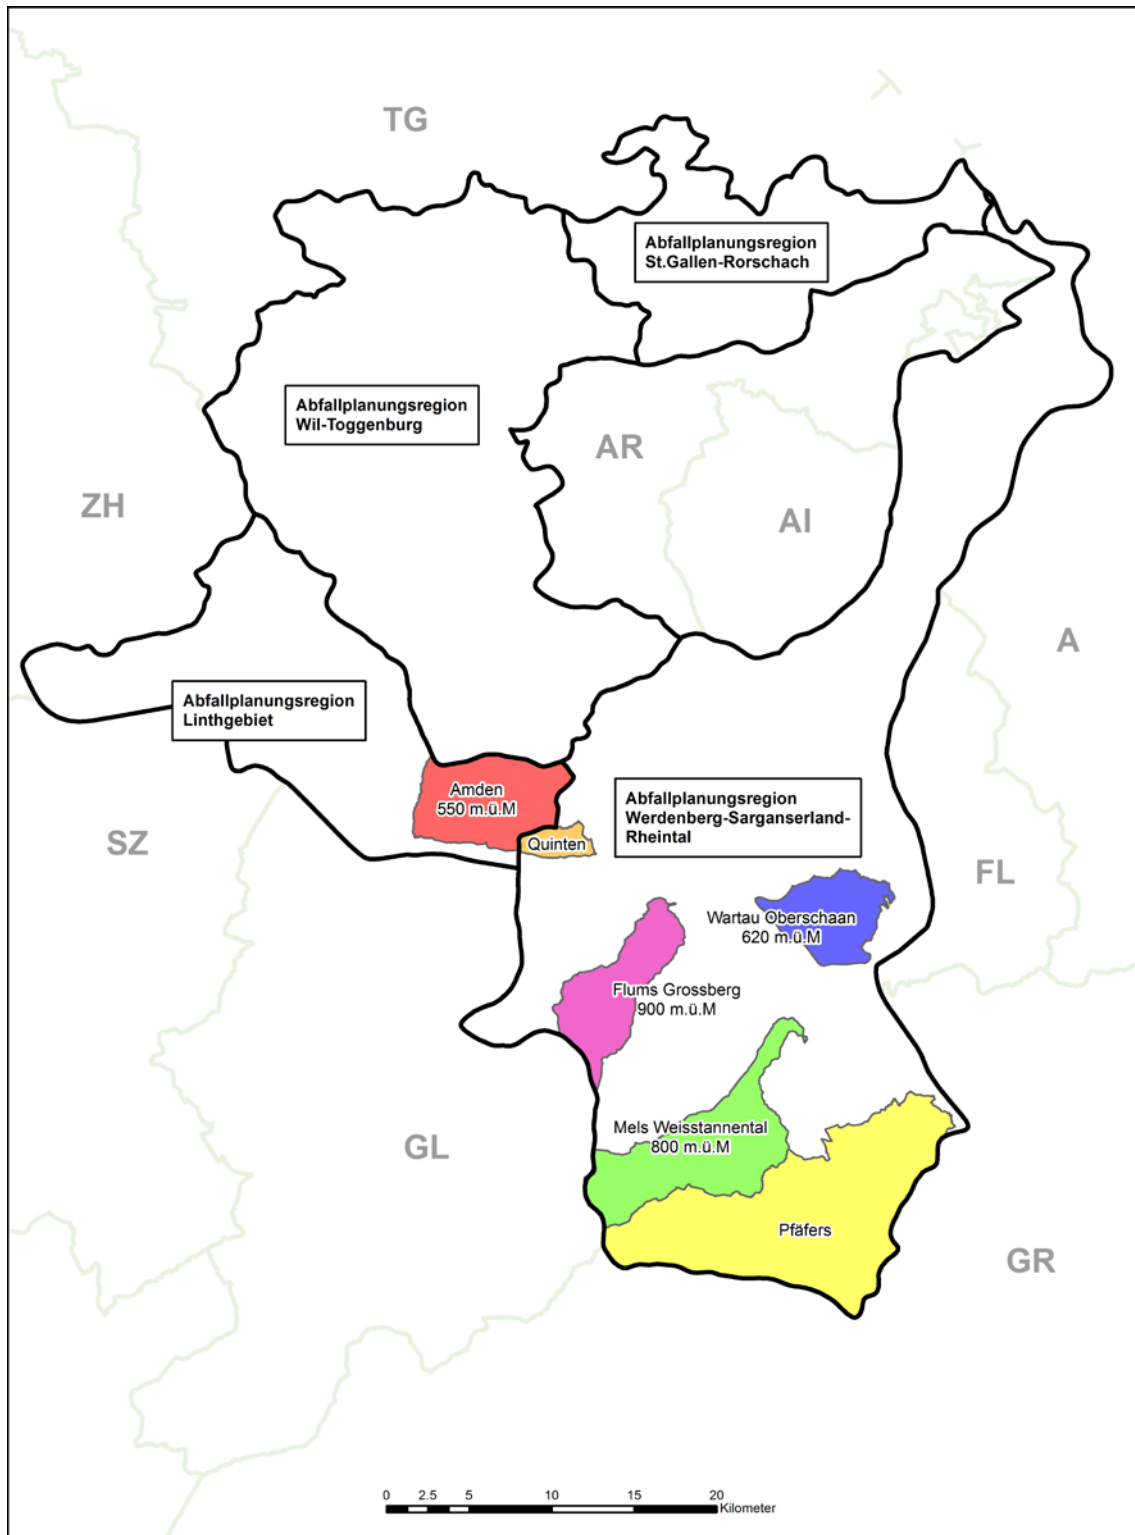 TG
Abfallplanungsregion
St.Gallen-Rorschach
Abfallplanungsregion
Wil-Toggenburg
AR
ZH
AI
A
Abfallplanungsregion
Linthgebiet
Amden
550 m.ü.M
Abfallplanungsregion
Werdenberg-Sarganserland-
Rheintal
SZ
Quinten
FL
Wartau Oberschaan
620 m.ü.M
Flums Grossberg
900 m.ü.M
Mels Weisstannental
800 m.ü.M
GL
Pfäfers
GR
0 2.5 5 10 15 20
Kilometer